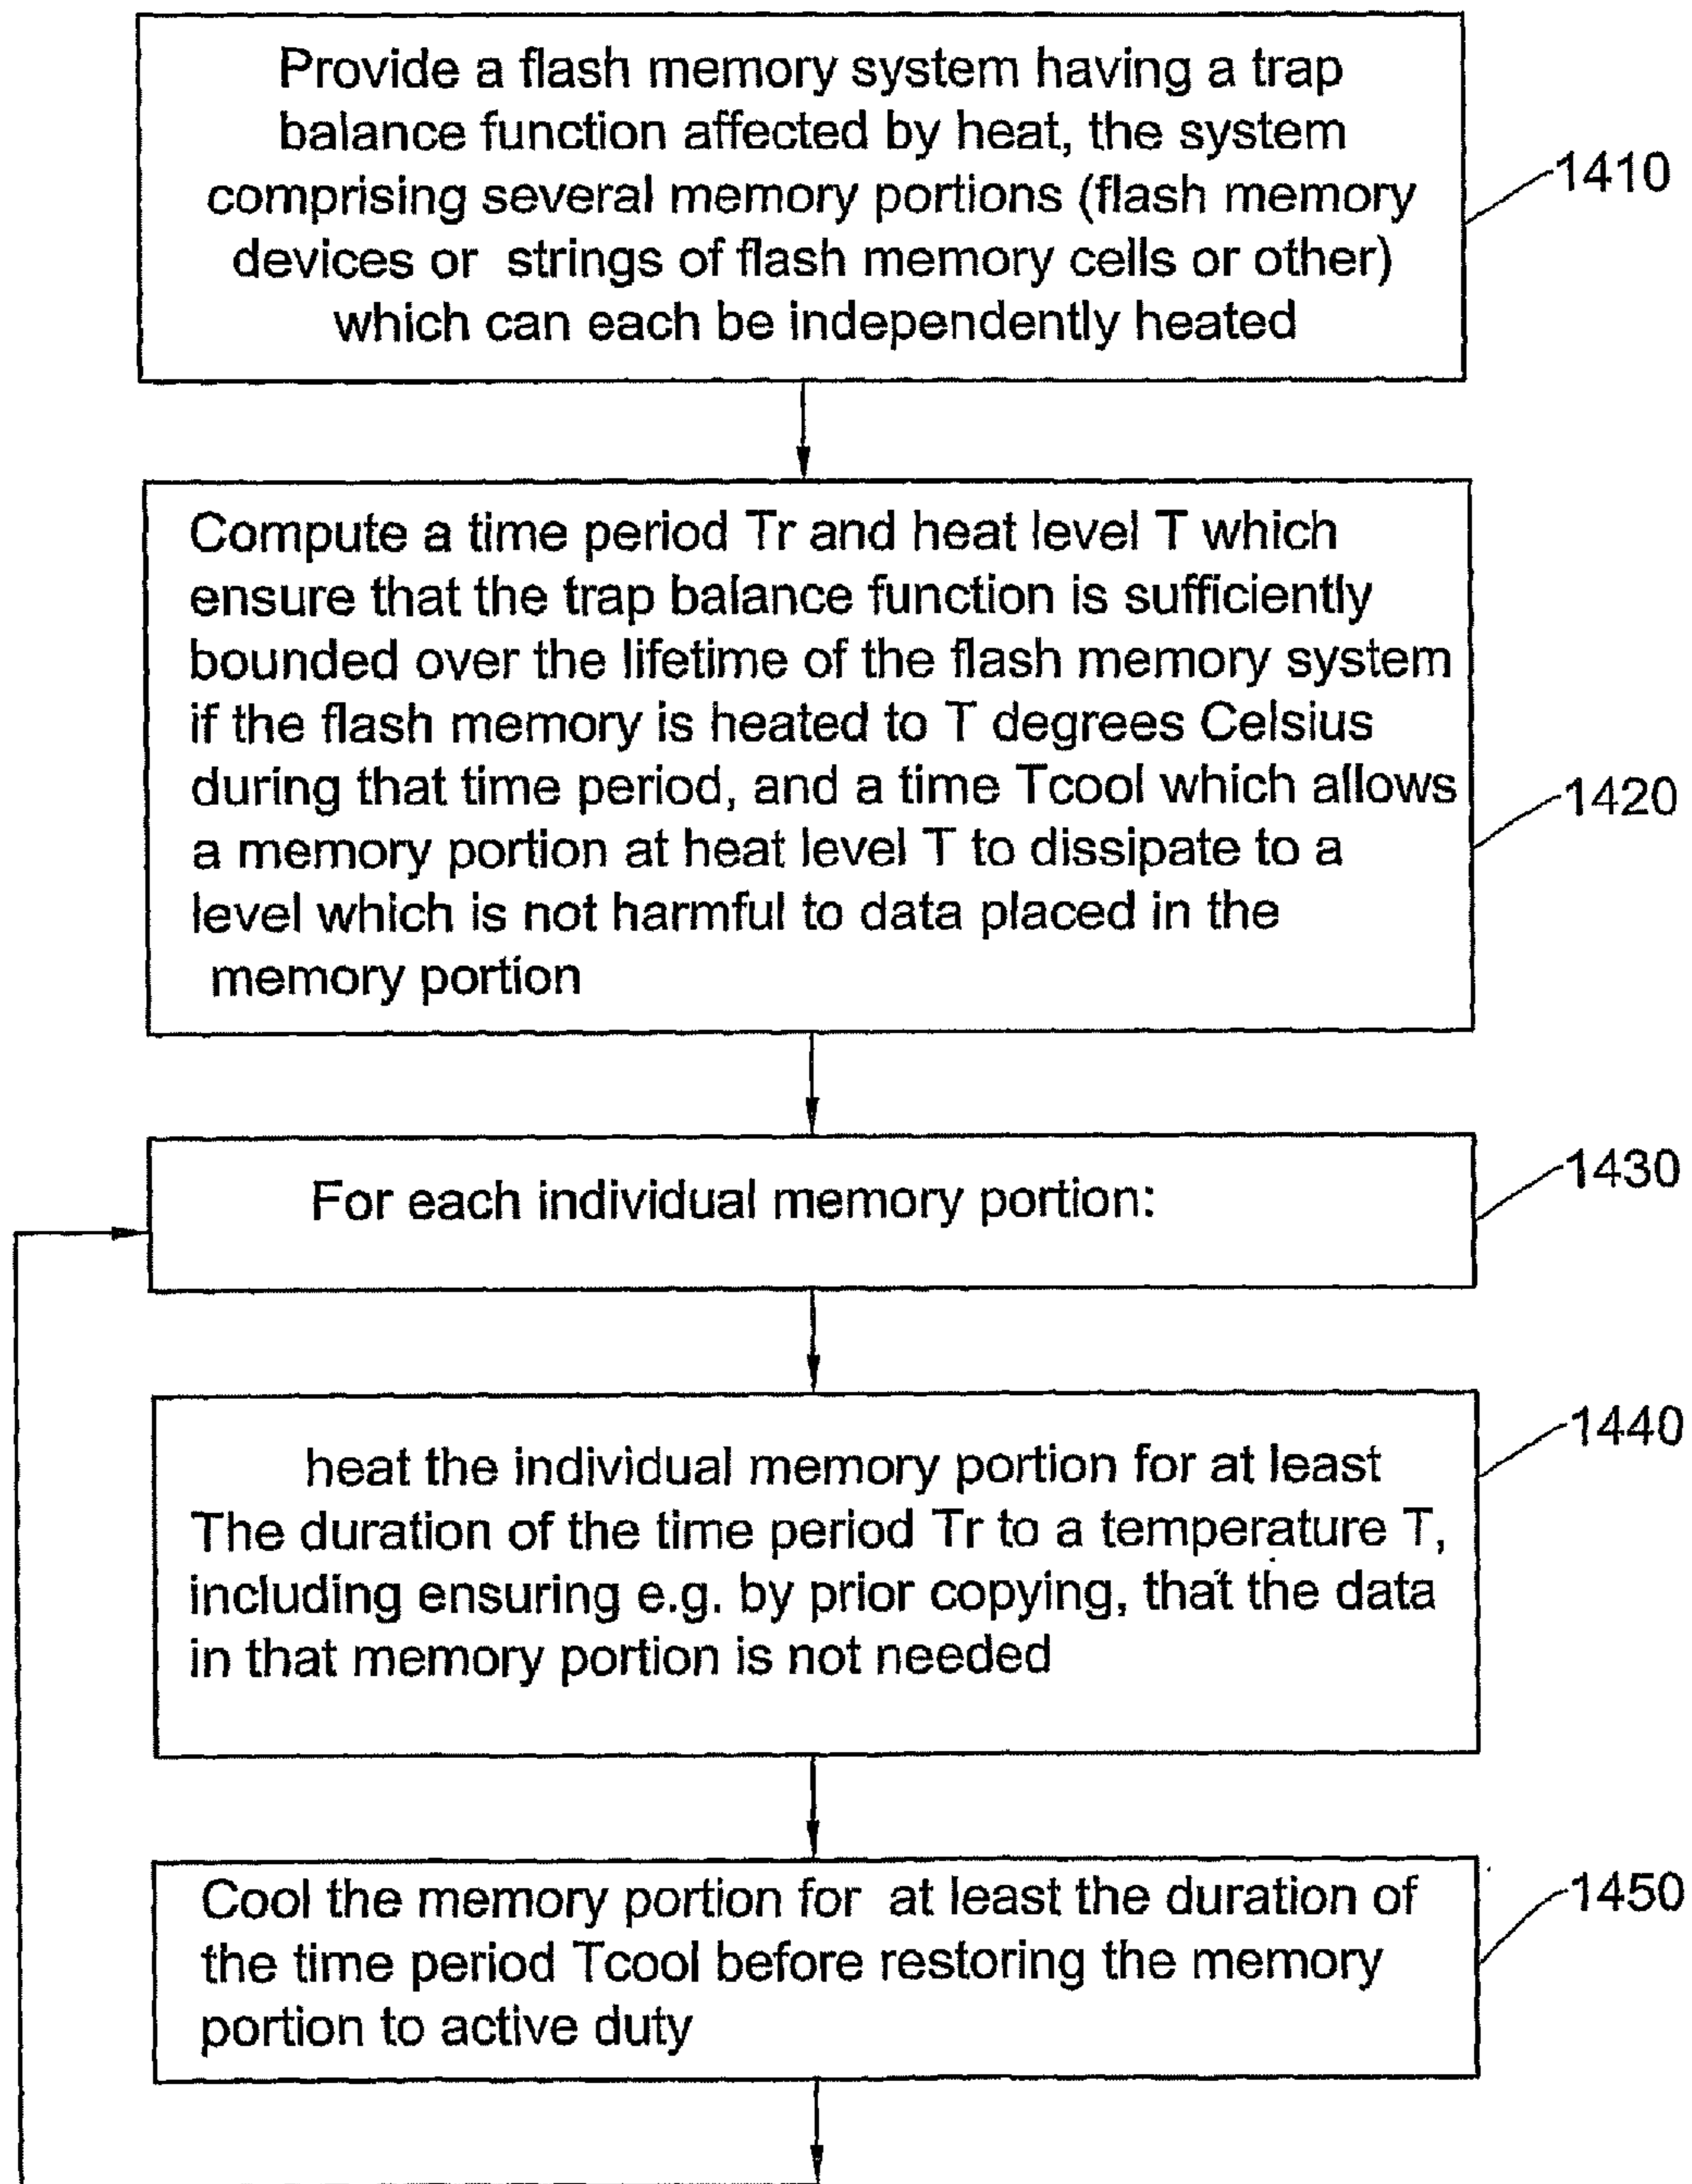 Provide a flash memory system having a trap
balance function affected by heat, the system
comprising several memory portions (flash memory
devices or strings of flash memory cells or other)
which can each be independently heated
1410
Compute a time period Tr and heat level T which
ensure that the trap balance function is sufficiently
bounded over the lifetime of the flash memory system
if the flash memory is heated to T degrees Celsius
during that time period, and a time Tcool which allows
a memory portion at heat level T to dissipate to a
level which is not harmful to data placed in the
memory portion
1420
For each individual memory portion:
1430
heat the individual memory portion for at least
The duration of the time period Tr to a temperature T,
including ensuring e.g. by prior copying, that the data
in that memory portion is not needed
1440
Cool the memory portion for at least the duration of
the time period Tcool before restoring the memory
portion to active duty
1450